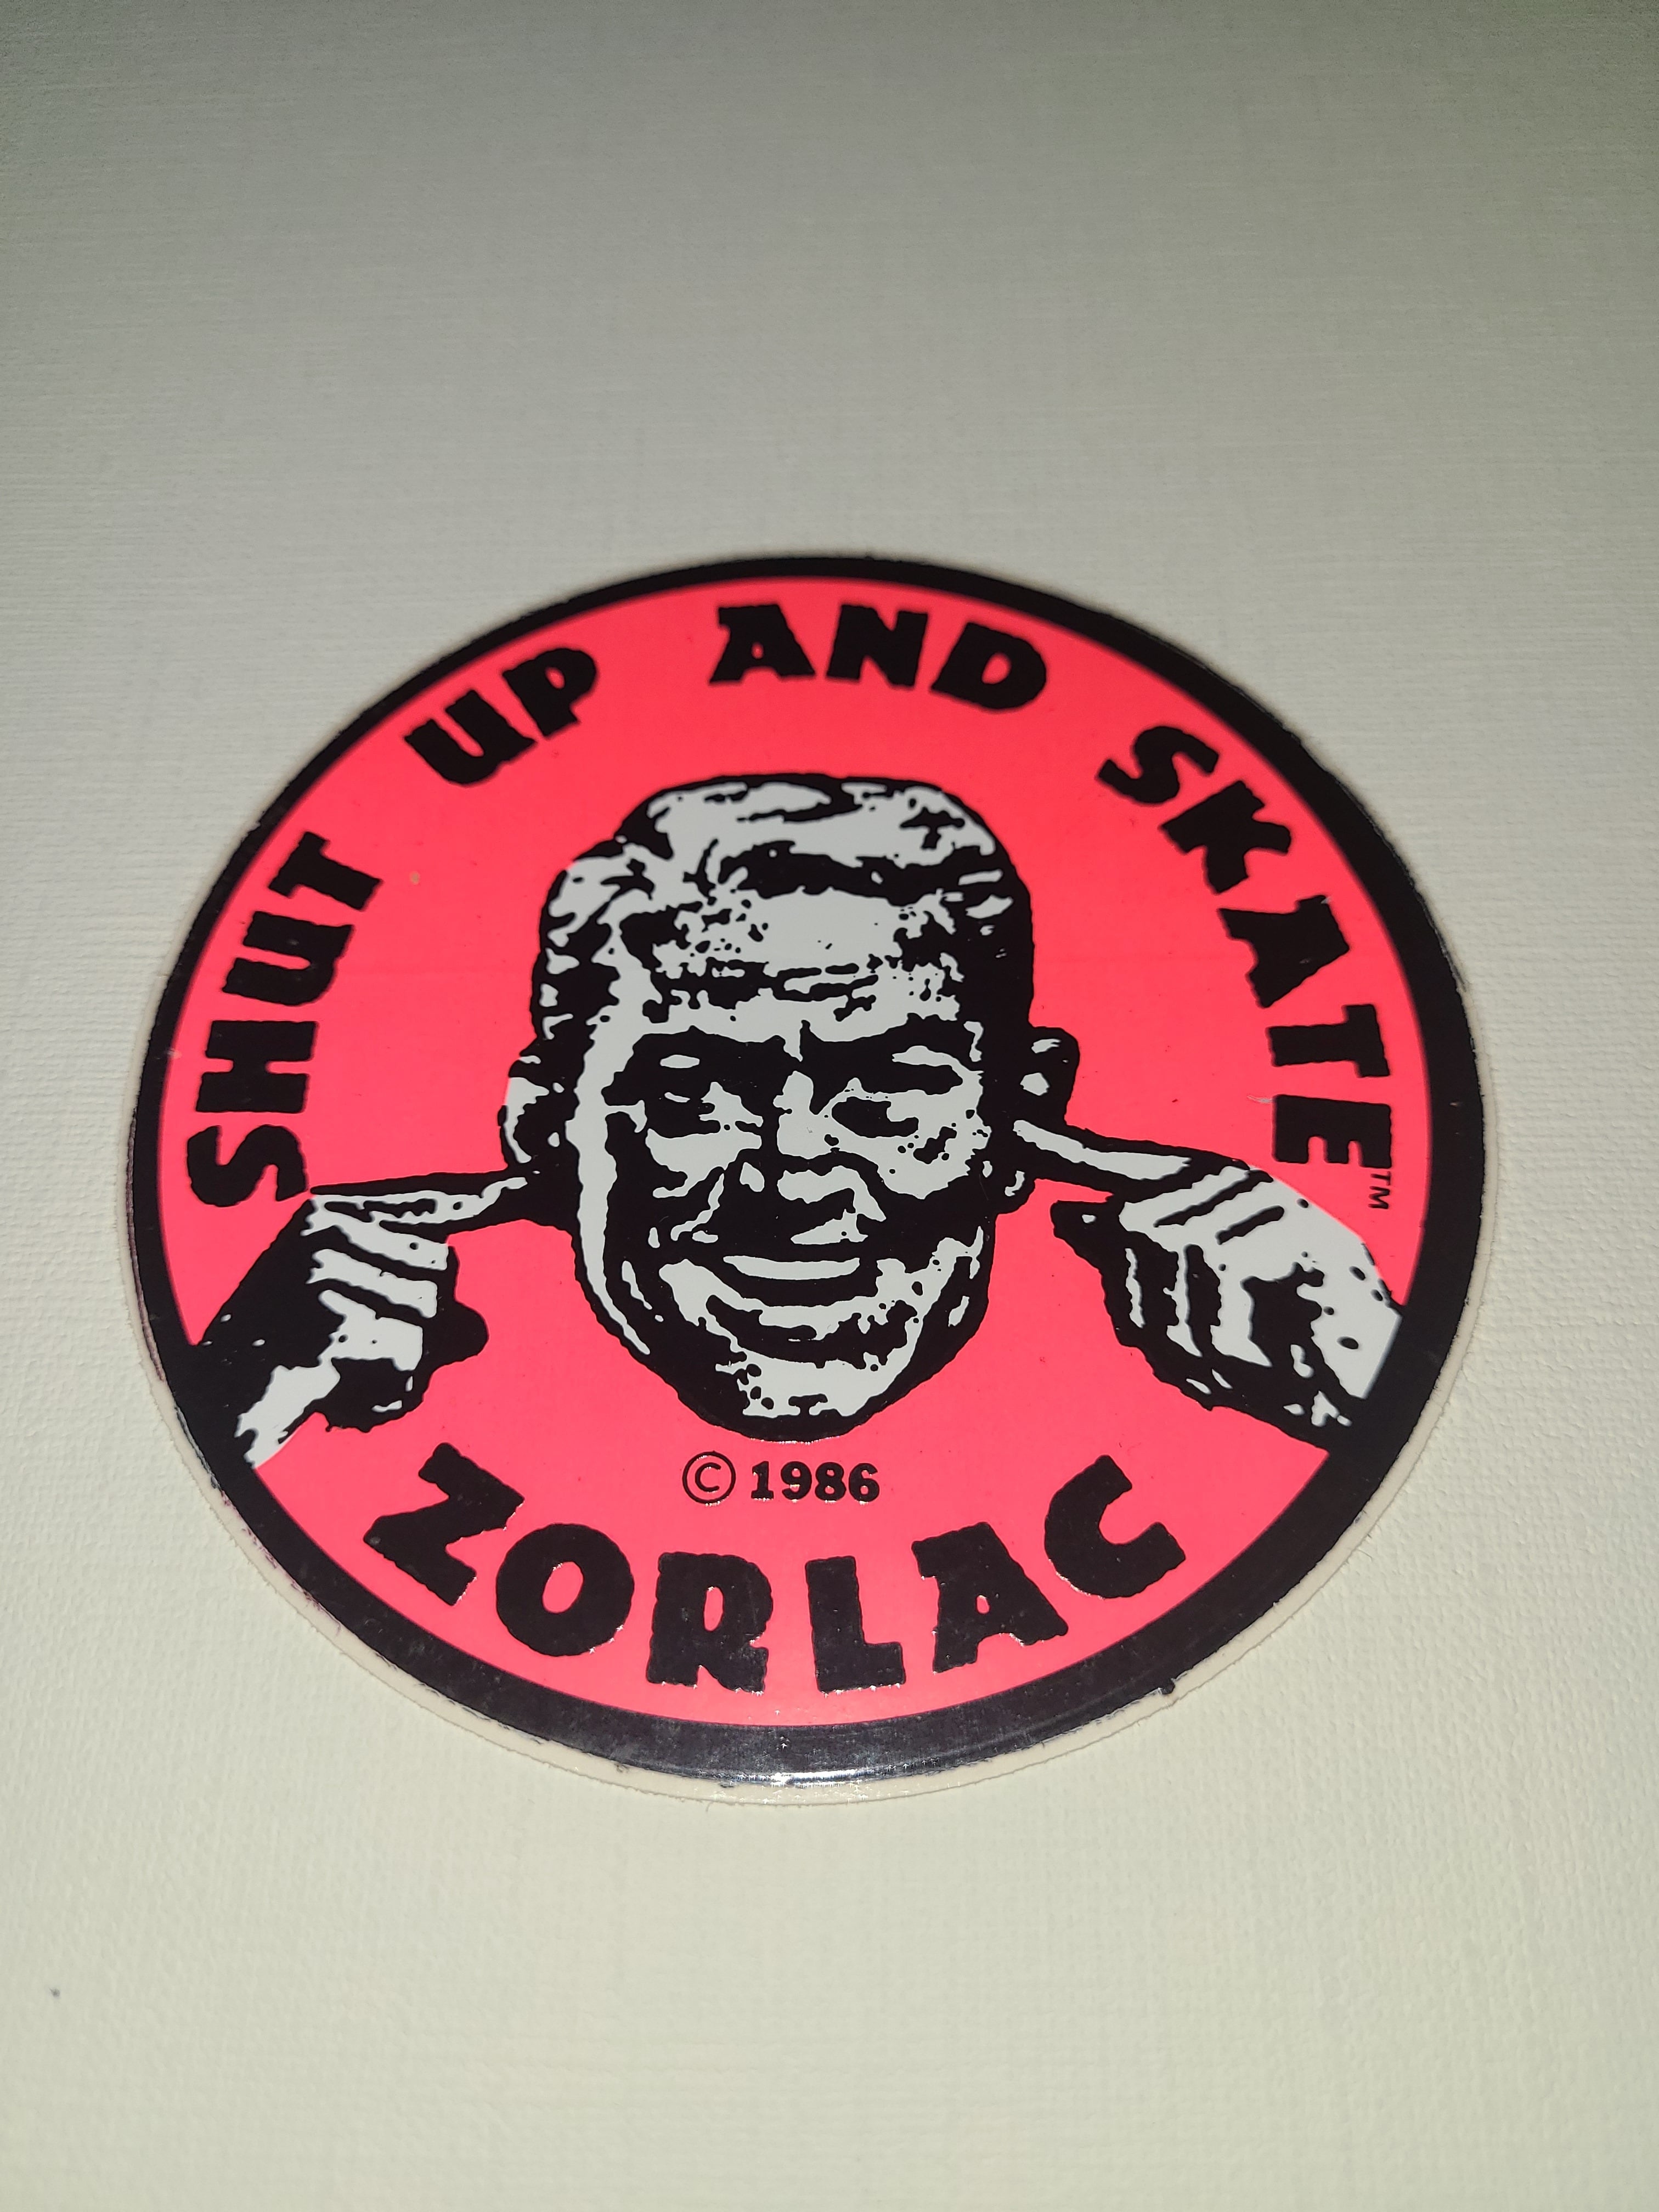 SHUT UP AND SKATE™
© 1986
ZORLAC